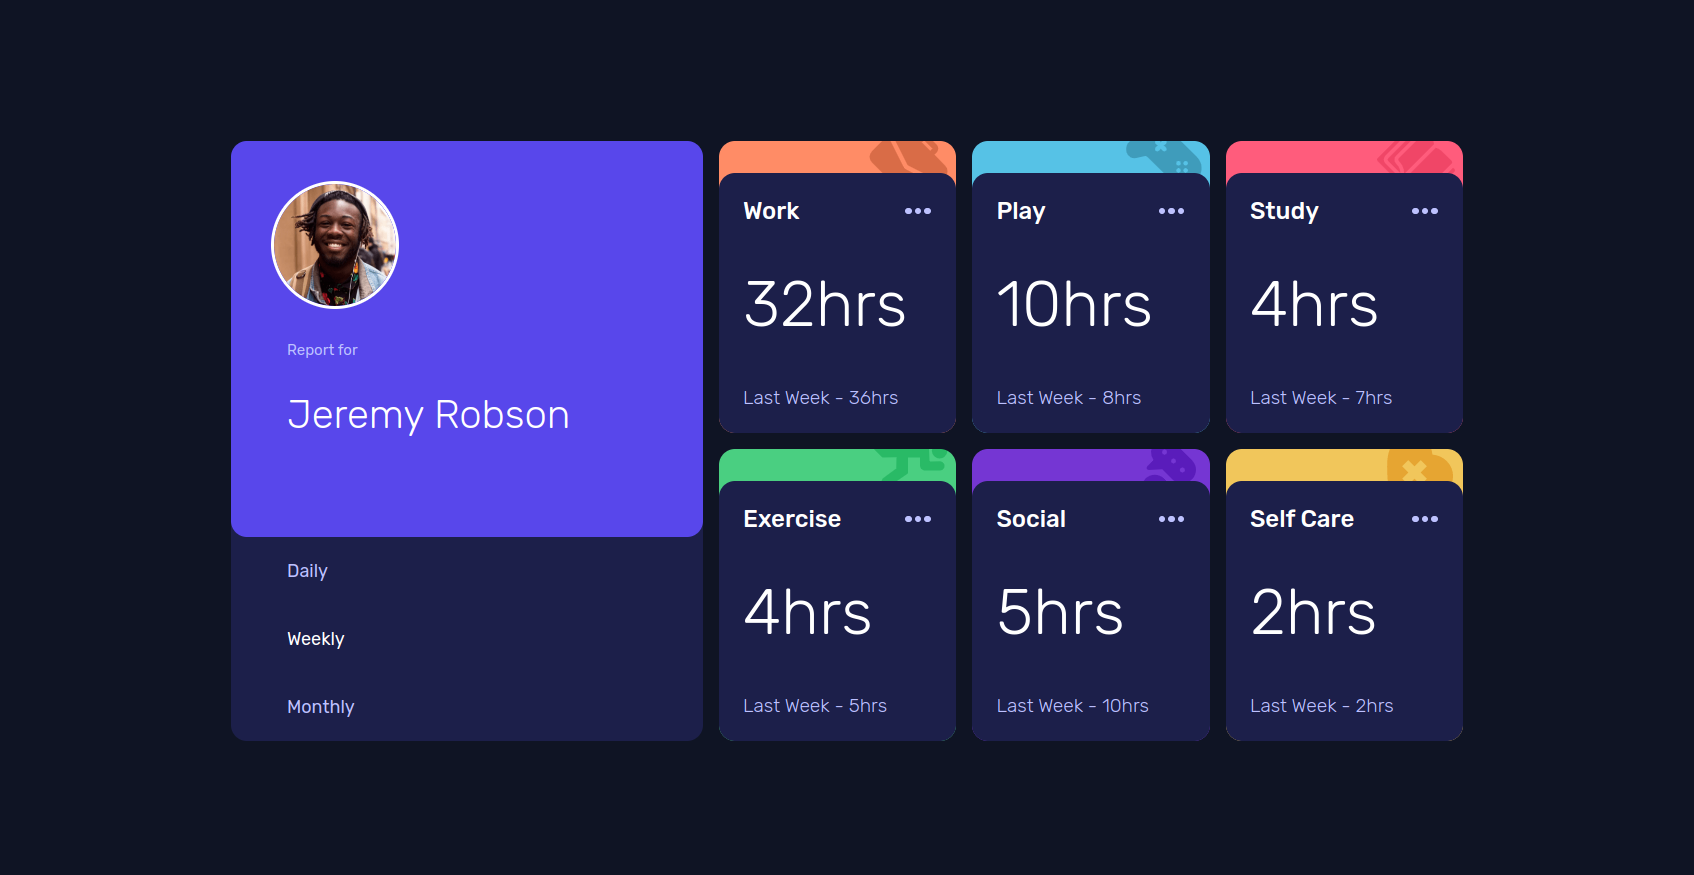 Report for
Jeremy Robson
Daily
Weekly
Monthly
Work
32hrs
Last Week - 36hrs
Play
10hrs
Last Week - 8hrs
Study
4hrs
Last Week - 7hrs
Exercise
4hrs
Last Week - 5hrs
Social
5hrs
Last Week - 10hrs
Self Care
2hrs
Last Week - 2hrs